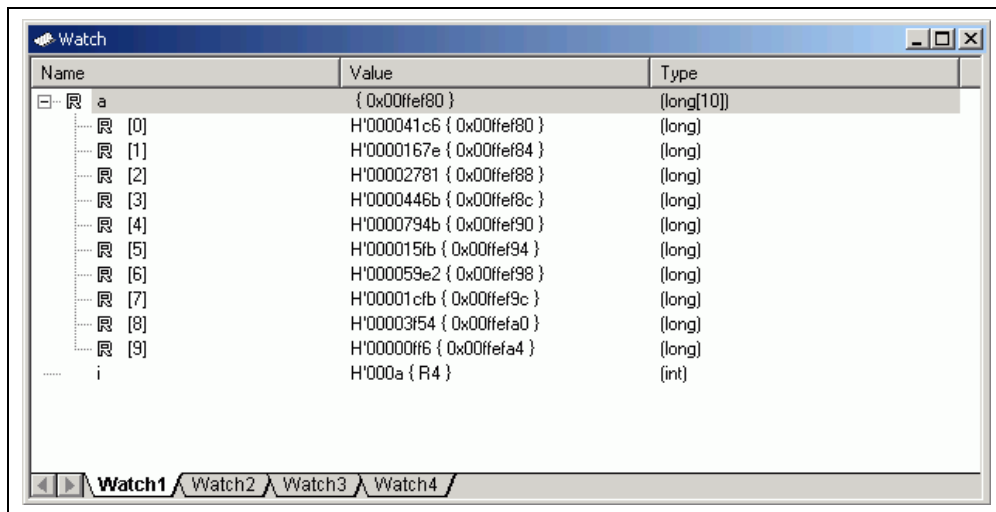 Watch
Name Value Type
R a { 0x00ffef80 } (long[10])
R [0] H'000041c6 { 0x00ffef80 } (long)
R [1] H'0000167e { 0x00ffef84 } (long)
R [2] H'00002781 { 0x00ffef88 } (long)
R [3] H'0000446b { 0x00ffef8c } (long)
R [4] H'0000794b { 0x00ffef90 } (long)
R [5] H'000015fb { 0x00ffef94 } (long)
R [6] H'000059e2 { 0x00ffef98 } (long)
R [7] H'00001cfb { 0x00ffef9c } (long)
R [8] H'00003f54 { 0x00ffefa0 } (long)
R [9] H'00000ff6 { 0x00ffefa4 } (long)
i H'000a { R4 } (int)
Watch1 Watch2 Watch3 Watch4